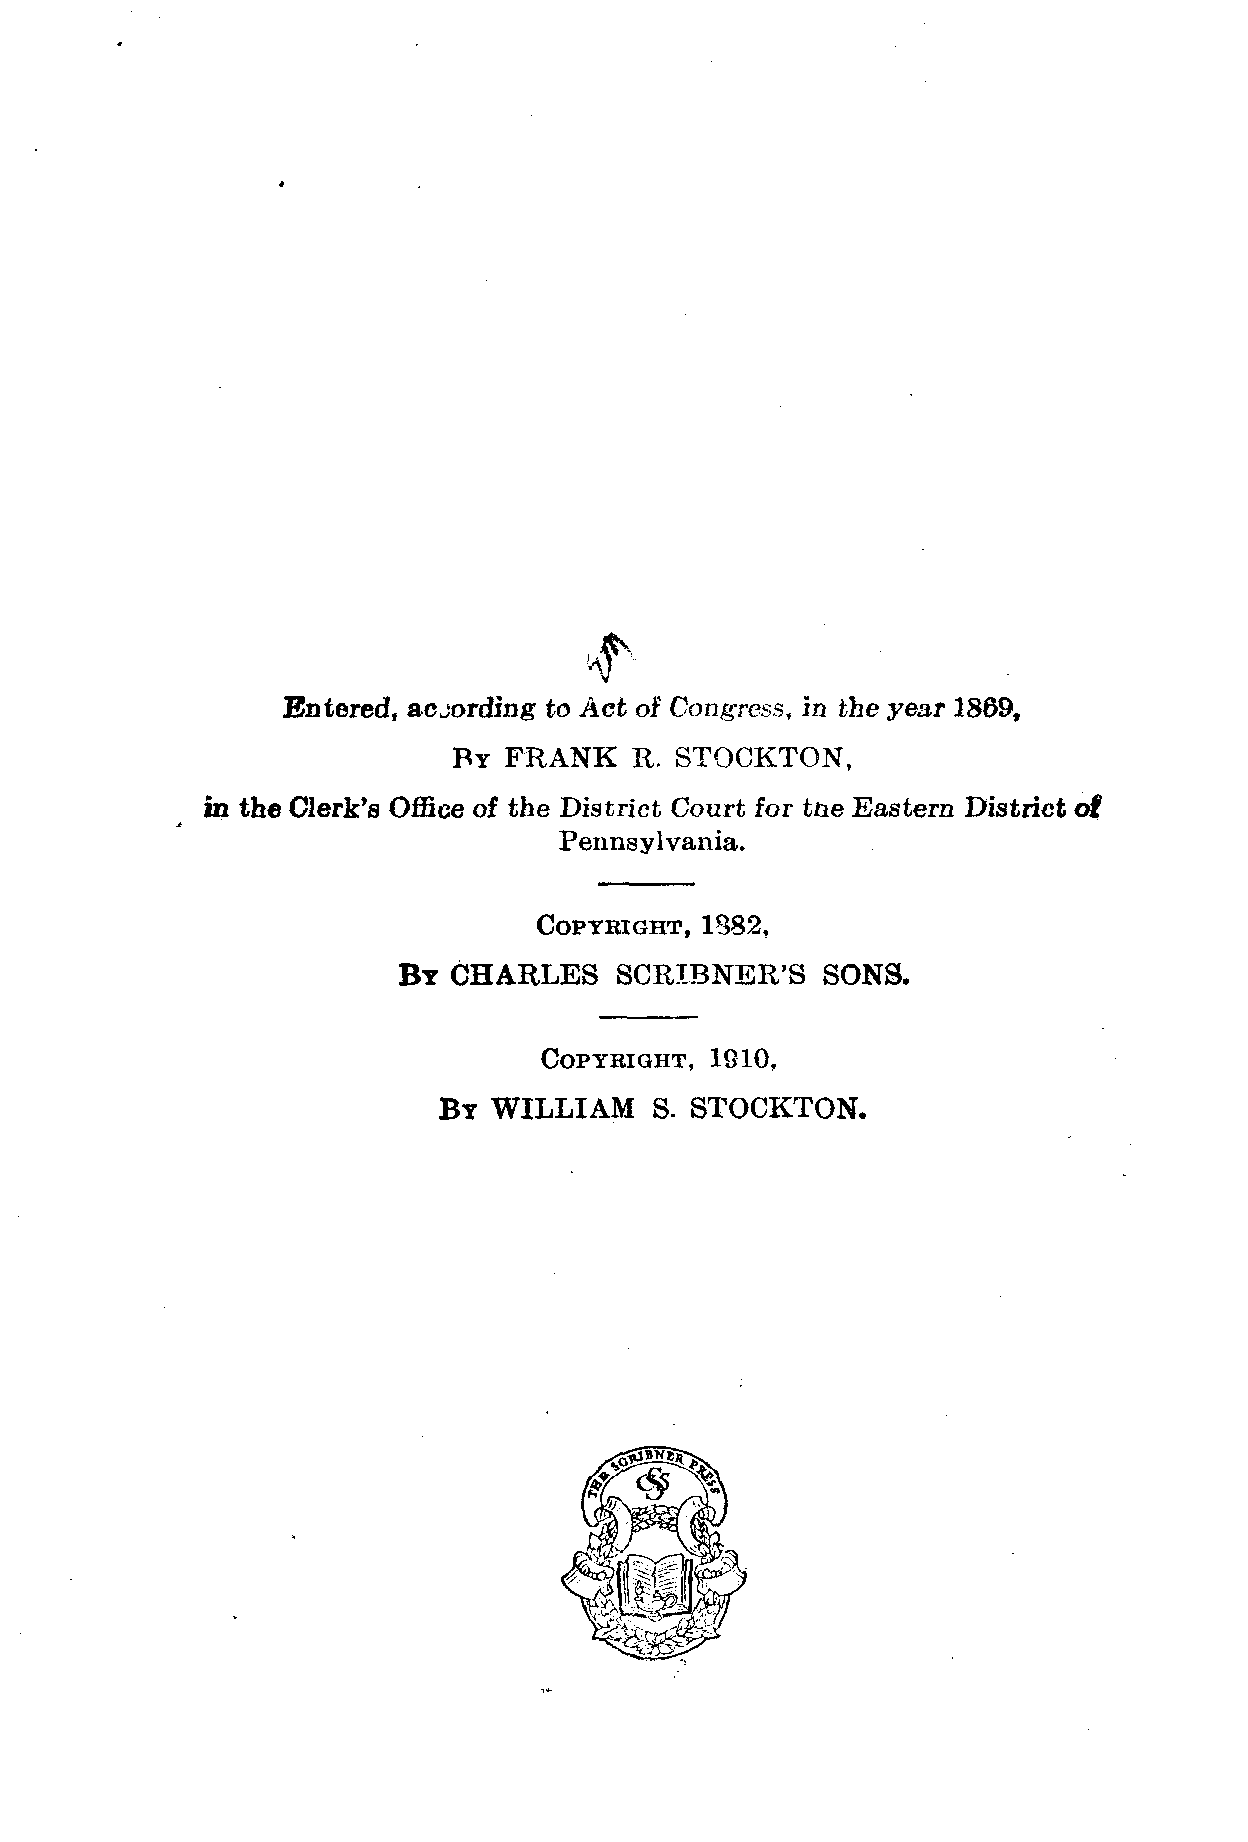 Entered, according to Act of Congress, in the year 1869,
By FRANK R. STOCKTON,
in the Clerk's Office of the District Court for the Eastern District of
Pennsylvania.
Copyright, 1882,
By CHARLES SCRIBNER'S SONS.
Copyright, 1910,
By WILLIAM S. STOCKTON.
THE SCRIBNER PRESS
CSS